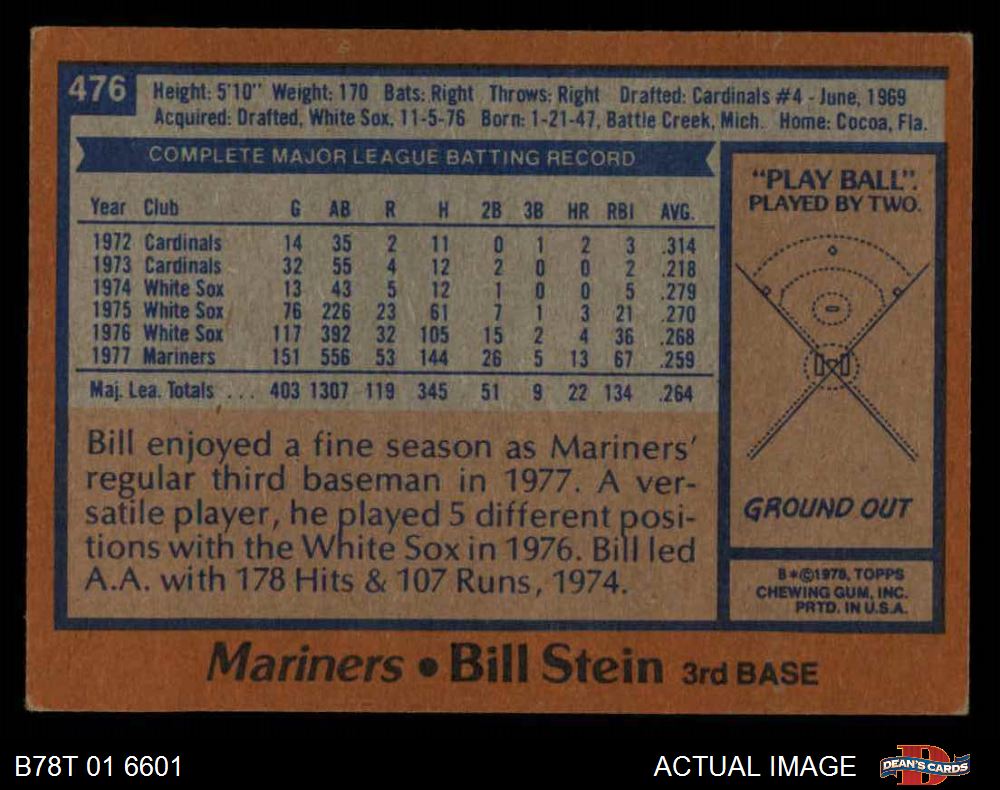 476
Height: 5'10" Weight: 170 Bats: Right Throws: Right Drafted: Cardinals #4 - June, 1969
Acquired: Drafted, White Sox, 11-5-76 Born: 1-21-47, Battle Creek, Mich. Home: Cocoa, Fla.
COMPLETE MAJOR LEAGUE BATTING RECORD
Year Club G AB R H 2B 3B HR RBI AVG.
1972 Cardinals 14 35 2 11 0 1 2 3 .314
1973 Cardinals 32 55 4 12 2 0 0 2 .218
1974 White Sox 13 43 5 12 1 0 0 5 .279
1975 White Sox 76 226 23 61 7 1 3 21 .270
1976 White Sox 117 392 32 105 15 2 4 36 .268
1977 Mariners 151 556 53 144 26 5 13 67 .259
Maj. Lea. Totals ... 403 1307 119 345 51 9 22 134 .264
Bill enjoyed a fine season as Mariners'
regular third baseman in 1977. A ver-
satile player, he played 5 different posi-
tions with the White Sox in 1976. Bill led
A.A. with 178 Hits & 107 Runs, 1974.
"PLAY BALL".
PLAYED BY TWO.
GROUND OUT
B*©1978, TOPPS
CHEWING GUM, INC.
PRTD. IN U.S.A.
Mariners • Bill Stein 3rd BASE
B78T 01 6601
ACTUAL IMAGE
DEAN'S CARDS